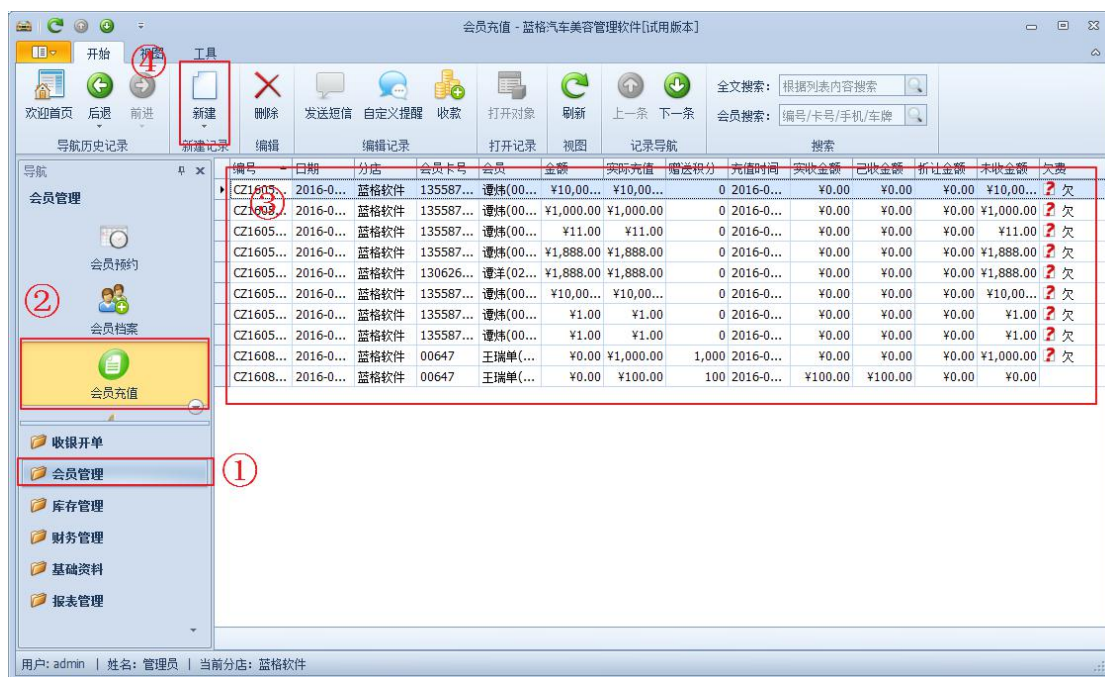 会员充值 - 蓝格汽车美容管理软件[试用版本]
开始 视图 工具
④
欢迎首页 后退 前进 新建 删除 发送短信 自定义提醒 收款 打开对象 刷新 上一条 下一条
全文搜索: 根据列表内容搜索
会员搜索: 编号/卡号/手机/车牌
导航历史记录 新建记录 编辑 编辑记录 打开记录 视图 记录导航 搜索
导航
会员管理
会员预约
②
会员档案
会员充值
收银开单
会员管理
①
库存管理
财务管理
基础资料
报表管理
编号 日期 分店 会员卡号 会员 金额 实际充值 赠送积分 充值时间 实收金额 已收金额 折让金额 未收金额 欠费
CZ1605... 2016-0... 蓝格软件 135587... 谭炜(00... ¥10,00... ¥10,00... 0 2016-0... ¥0.00 ¥0.00 ¥0.00 ¥10,00... ? 欠
③
CZ1605... 2016-0... 蓝格软件 135587... 谭炜(00... ¥1,000.00 ¥1,000.00 0 2016-0... ¥0.00 ¥0.00 ¥0.00 ¥1,000.00 ? 欠
CZ1605... 2016-0... 蓝格软件 135587... 谭炜(00... ¥11.00 ¥11.00 0 2016-0... ¥0.00 ¥0.00 ¥0.00 ¥11.00 ? 欠
CZ1605... 2016-0... 蓝格软件 135587... 谭炜(00... ¥1,888.00 ¥1,888.00 0 2016-0... ¥0.00 ¥0.00 ¥0.00 ¥1,888.00 ? 欠
CZ1605... 2016-0... 蓝格软件 130626... 谭洋(02... ¥1,888.00 ¥1,888.00 0 2016-0... ¥0.00 ¥0.00 ¥0.00 ¥1,888.00 ? 欠
CZ1605... 2016-0... 蓝格软件 135587... 谭炜(00... ¥10,00... ¥10,00... 0 2016-0... ¥0.00 ¥0.00 ¥0.00 ¥10,00... ? 欠
CZ1605... 2016-0... 蓝格软件 135587... 谭炜(00... ¥1.00 ¥1.00 0 2016-0... ¥0.00 ¥0.00 ¥0.00 ¥1.00 ? 欠
CZ1605... 2016-0... 蓝格软件 135587... 谭炜(00... ¥1.00 ¥1.00 0 2016-0... ¥0.00 ¥0.00 ¥0.00 ¥1.00 ? 欠
CZ1608... 2016-0... 蓝格软件 00647 王瑞单(... ¥0.00 ¥1,000.00 1,000 2016-0... ¥0.00 ¥0.00 ¥0.00 ¥1,000.00 ? 欠
CZ1608... 2016-0... 蓝格软件 00647 王瑞单(... ¥0.00 ¥100.00 100 2016-0... ¥100.00 ¥100.00 ¥0.00 ¥0.00
用户: admin | 姓名: 管理员 | 当前分店: 蓝格软件